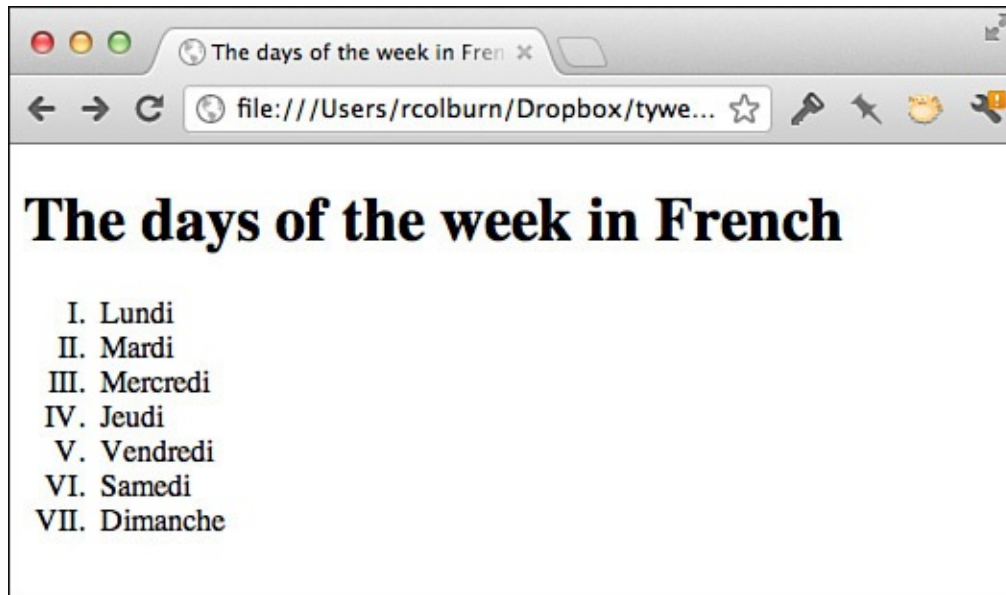 The days of the week in Fren
file:///Users/rcolburn/Dropbox/tywe...
The days of the week in French
I. Lundi
II. Mardi
III. Mercredi
IV. Jeudi
V. Vendredi
VI. Samedi
VII. Dimanche